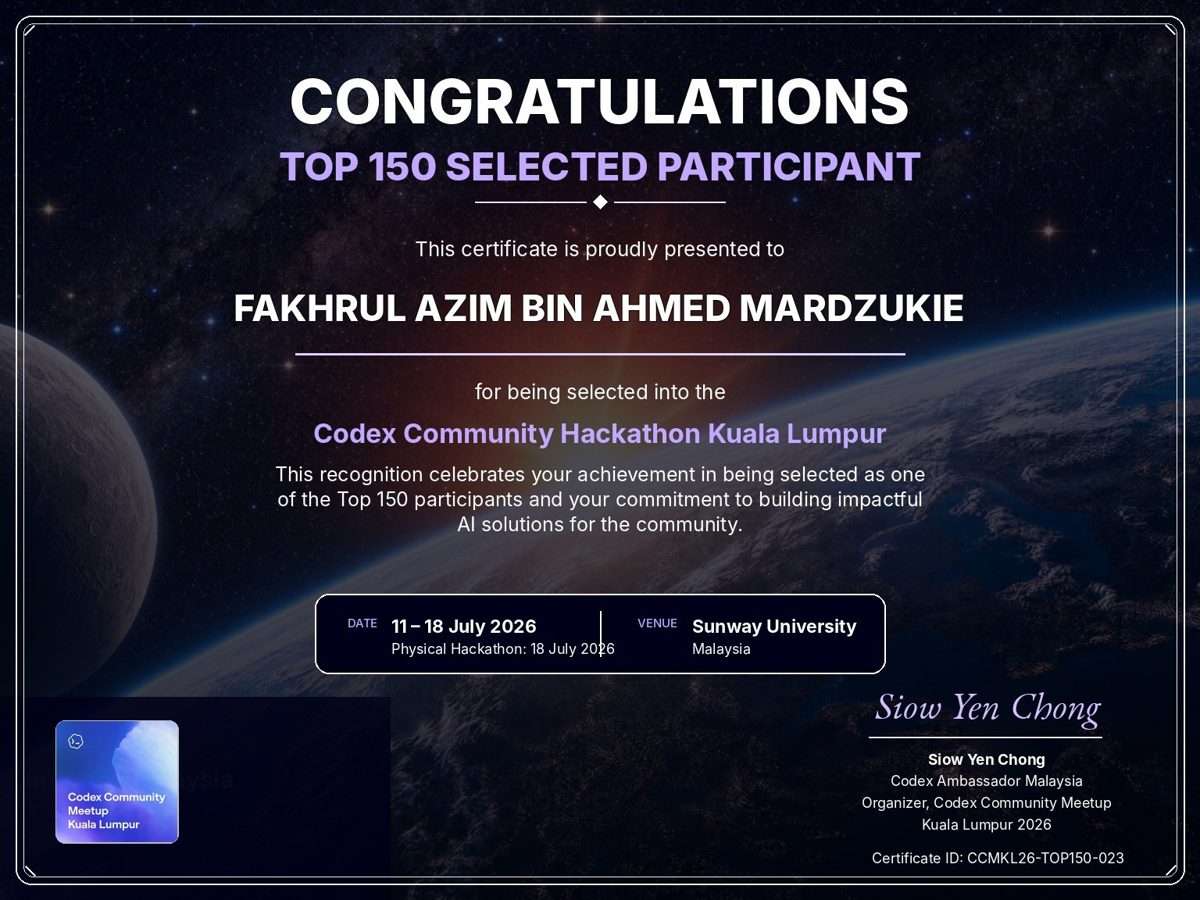 CONGRATULATIONS
TOP 150 SELECTED PARTICIPANT
This certificate is proudly presented to
FAKHRUL AZIM BIN AHMED MARDZUKIE
for being selected into the
Codex Community Hackathon Kuala Lumpur
This recognition celebrates your achievement in being selected as one
of the Top 150 participants and your commitment to building impactful
AI solutions for the community.
DATE 11 – 18 July 2026
Physical Hackathon: 18 July 2026
VENUE Sunway University
Malaysia
Codex Community
Meetup
Kuala Lumpur
Siow Yen Chong
Siow Yen Chong
Codex Ambassador Malaysia
Organizer, Codex Community Meetup
Kuala Lumpur 2026
Certificate ID: CCMKL26-TOP150-023